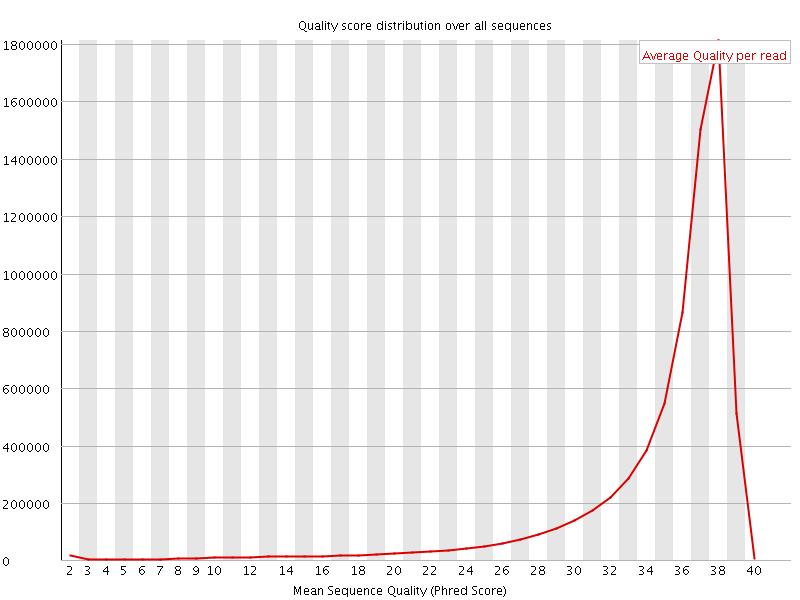 Quality score distribution over all sequences
Average Quality per read
1800000
1600000
1400000
1200000
1000000
800000
600000
400000
200000
0
2 3 4 5 6 7 8 9 10 12 14 16 18 20 22 24 26 28 30 32 34 36 38 40
Mean Sequence Quality (Phred Score)